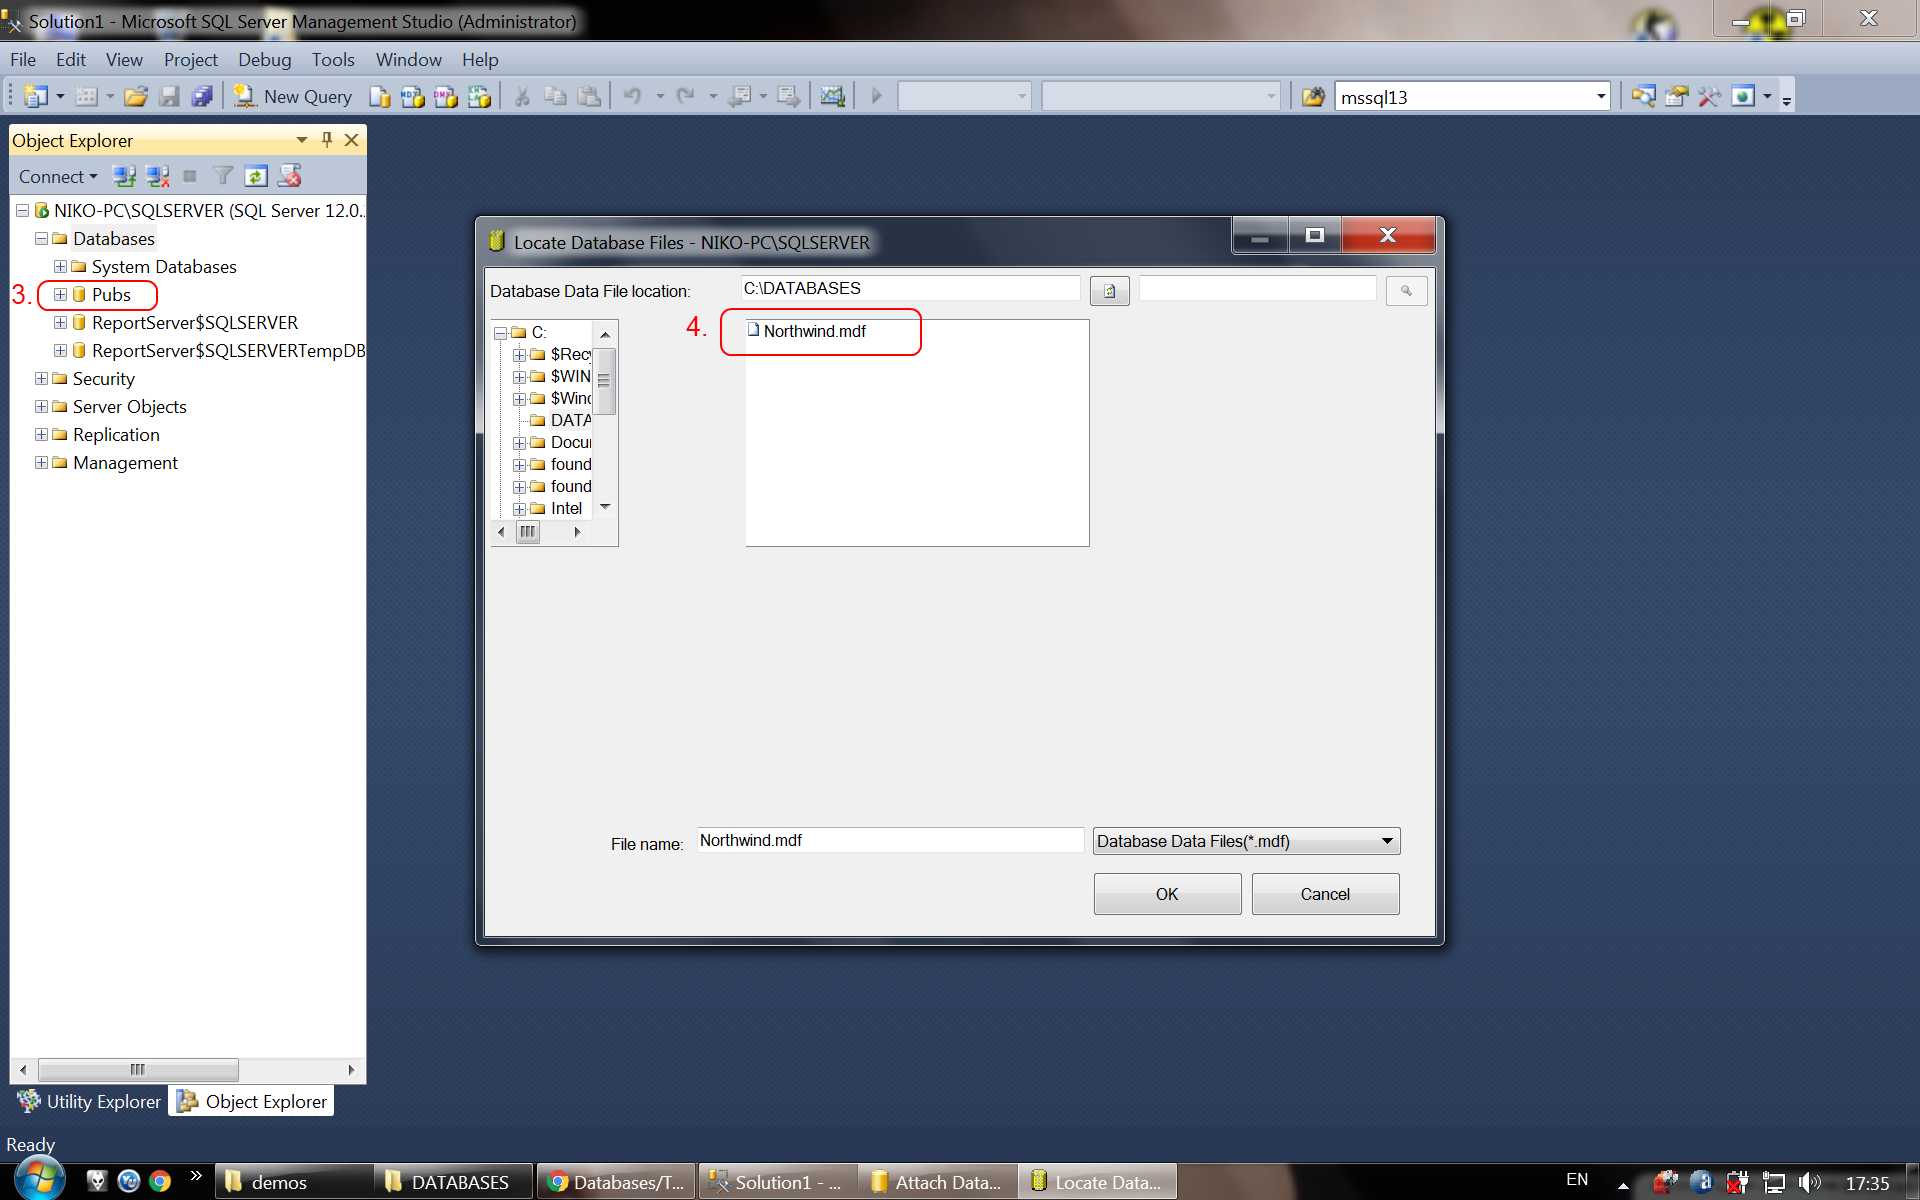 Solution1 - Microsoft SQL Server Management Studio (Administrator)
File Edit View Project Debug Tools Window Help
New Query
mssql13
Object Explorer
Connect
NIKO-PC\SQLSERVER (SQL Server 12.0.
Databases
System Databases
3. Pubs
ReportServer$SQLSERVER
ReportServer$SQLSERVERTempDB
Security
Server Objects
Replication
Management
Locate Database Files - NIKO-PC\SQLSERVER
Database Data File location: C:\DATABASES
C:
$Recy
$WIN
$Wind
DATA
Docu
found
found
Intel
4. Northwind.mdf
File name: Northwind.mdf Database Data Files(*.mdf)
OK Cancel
Utility Explorer Object Explorer
Ready
demos DATABASES Databases/T... Solution1 - ... Attach Data... Locate Data... EN 17:35